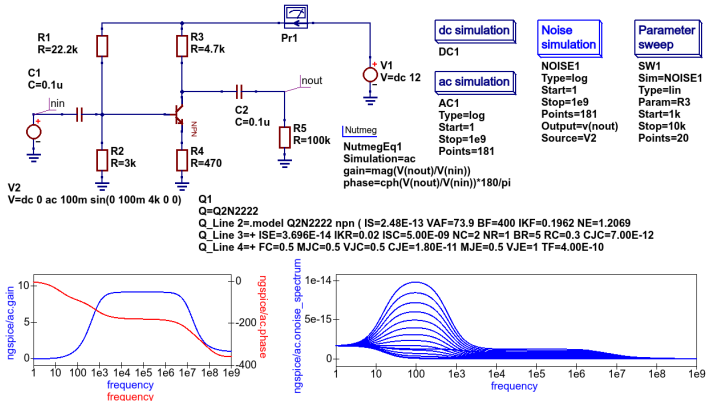 R1
R=22.2k
R3
R=4.7k
Pr1
V1
V=dc 12
C1
C=0.1u
nin
nout
C2
C=0.1u
NPN
R5
R=100k
R2
R=3k
R4
R=470
V2
V=dc 0 ac 100m sin(0 100m 4k 0 0)
dc simulation
DC1
ac simulation
AC1
Type=log
Start=1
Stop=1e9
Points=181
Noise
simulation
NOISE1
Type=log
Start=1
Stop=1e9
Points=181
Output=v(nout)
Source=V2
Parameter
sweep
SW1
Sim=NOISE1
Type=lin
Param=R3
Start=1k
Stop=10k
Points=20
Nutmeg
NutmegEq1
Simulation=ac
gain=mag(V(nout)/V(nin))
phase=cph(V(nout)/V(nin))*180/pi
Q1
Q=Q2N2222
Q_Line 2=.model Q2N2222 npn ( IS=2.48E-13 VAF=73.9 BF=400 IKF=0.1962 NE=1.2069
Q_Line 3=+ ISE=3.696E-14 IKR=0.02 ISC=5.00E-09 NC=2 NR=1 BR=5 RC=0.3 CJC=7.00E-12
Q_Line 4=+ FC=0.5 MJC=0.5 VJC=0.5 CJE=1.80E-11 MJE=0.5 VJE=1 TF=4.00E-10
ngspice/ac.gain
10
5
0
0
-200
400
ngspice/ac.phase
1 10 100 1e3 1e4 1e5 1e6 1e7 1e8 1e9
frequency
frequency
ngspice/ac.onoise_spectrum
1e-14
5e-15
0
1 10 100 1e3 1e4 1e5 1e6 1e7 1e8 1e9
frequency